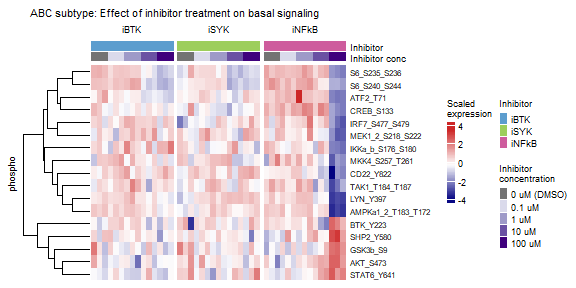 ABC subtype: Effect of inhibitor treatment on basal signaling
iBTK iSYK iNFkB
Inhibitor
Inhibitor conc
S6_S235_S236
S6_S240_S244
ATF2_T71
CREB_S133
IRF7_S477_S479
MEK1_2_S218_S222
IKKa_b_S176_S180
MKK4_S257_T261
CD22_Y822
TAK1_T184_T187
LYN_Y397
AMPKa1_2_T183_T172
BTK_Y223
SHP2_Y580
GSK3b_S9
AKT_S473
STAT6_Y641
phospho
Scaled
expression
4
2
0
-2
-4
Inhibitor
iBTK
iSYK
iNFkB
Inhibitor
concentration
0 uM (DMSO)
0.1 uM
1 uM
10 uM
100 uM